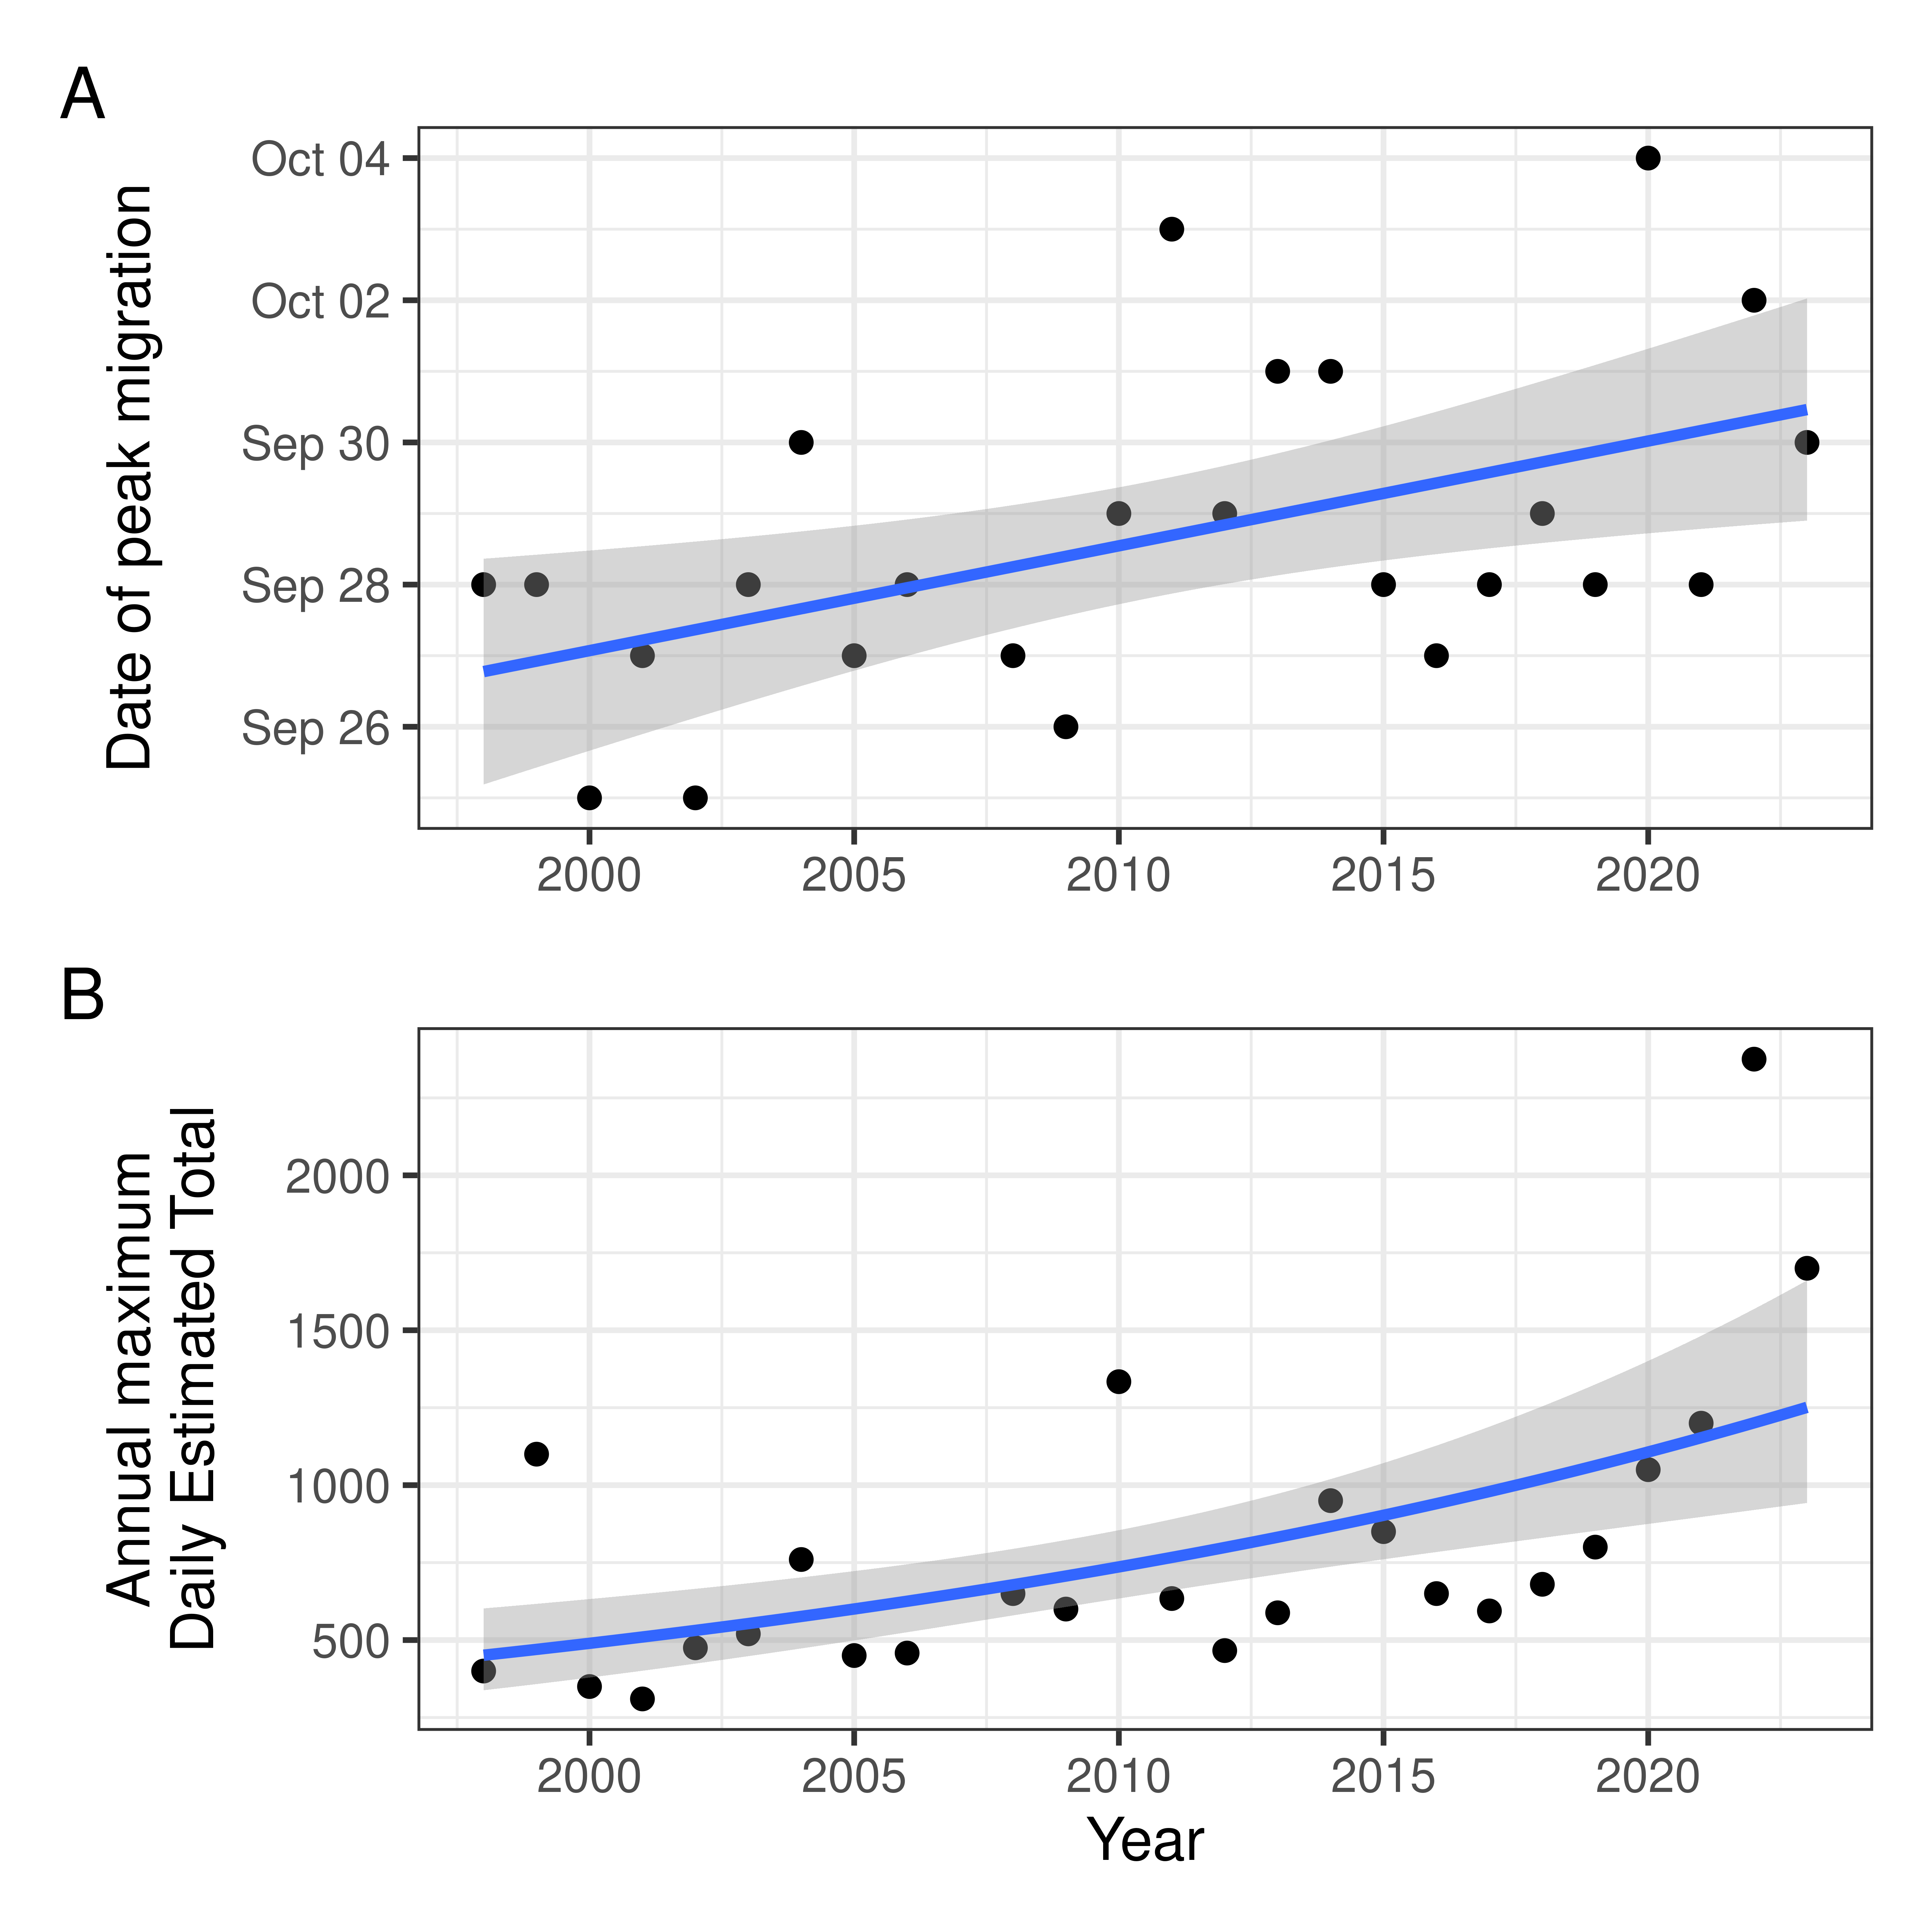 A
Date of peak migration
Oct 04
Oct 02
Sep 30
Sep 28
Sep 26
2000 2005 2010 2015 2020
B
Annual maximum
Daily Estimated Total
2000
1500
1000
500
2000 2005 2010 2015 2020
Year